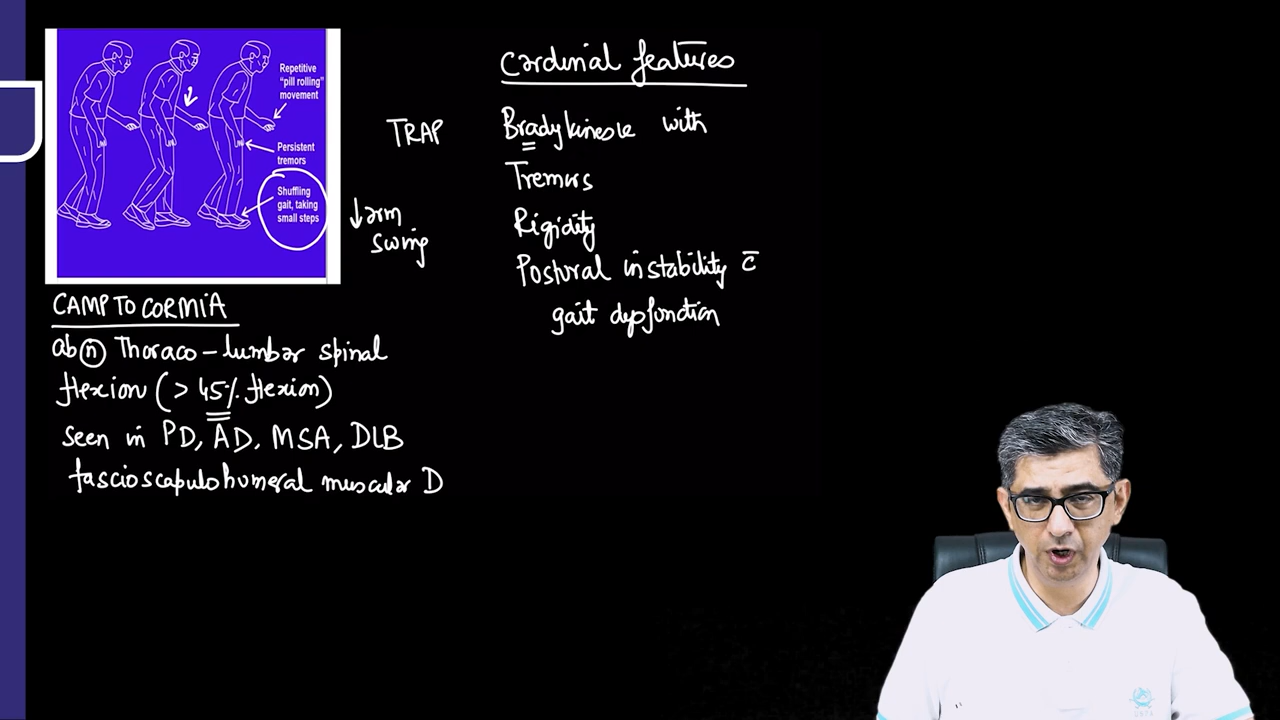 Repetitive
"pill rolling"
movement
Persistent
tremors
Shuffling
gait, taking
small steps
↓arm
swing
CAMPTOCORMIA
ab(n) Thoraco-lumbar spinal
flexion (> 45% flexion)
seen in PD, AD, MSA, DLB
fascioscapulohumeral muscular D
Cardinal features
TRAP
Bradykinesie with
Tremors
Rigidity
Postural instability c̄
gait dysfunction